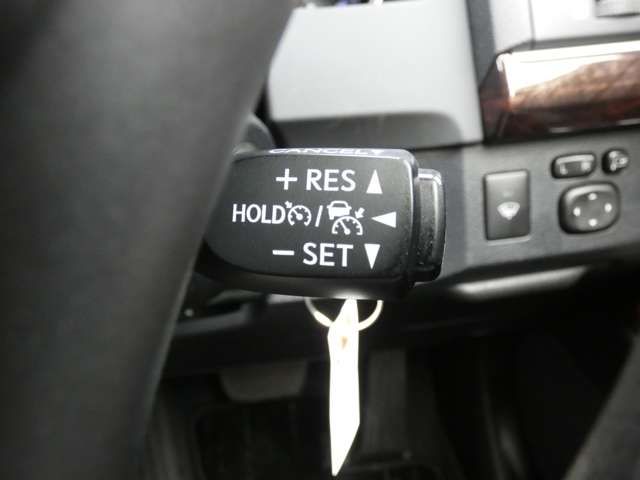 CANCEL
+ RES ▲
HOLD / ◀
− SET ▼